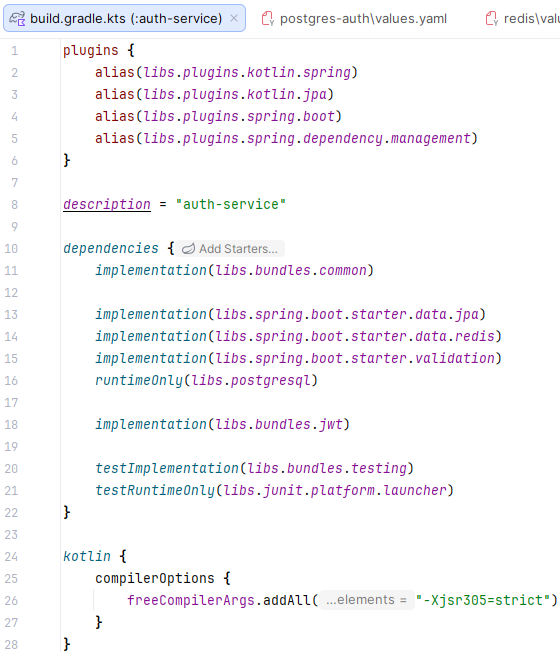 build.gradle.kts (:auth-service) postgres-auth\values.yaml redis\valu
1 plugins {
2 alias(libs.plugins.kotlin.spring)
3 alias(libs.plugins.kotlin.jpa)
4 alias(libs.plugins.spring.boot)
5 alias(libs.plugins.spring.dependency.management)
6 }
7
8 description = "auth-service"
9
10 dependencies { Add Starters...
11 implementation(libs.bundles.common)
12
13 implementation(libs.spring.boot.starter.data.jpa)
14 implementation(libs.spring.boot.starter.data.redis)
15 implementation(libs.spring.boot.starter.validation)
16 runtimeOnly(libs.postgresql)
17
18 implementation(libs.bundles.jwt)
19
20 testImplementation(libs.bundles.testing)
21 testRuntimeOnly(libs.junit.platform.launcher)
22 }
23
24 kotlin {
25 compilerOptions {
26 freeCompilerArgs.addAll( ...elements = "-Xjsr305=strict")
27 }
28 }